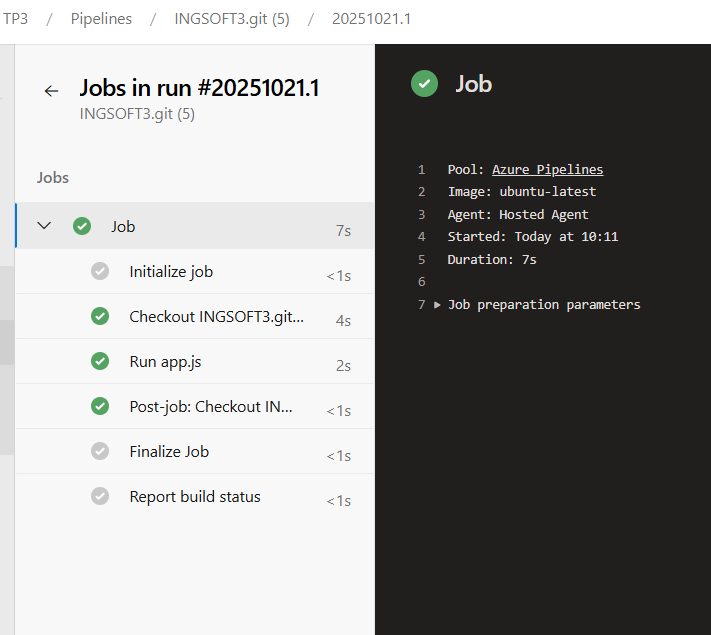 TP3 / Pipelines / INGSOFT3.git (5) / 20251021.1
Jobs in run #20251021.1
INGSOFT3.git (5)
Jobs
Job 7s
Initialize job <1s
Checkout INGSOFT3.git... 4s
Run app.js 2s
Post-job: Checkout IN... <1s
Finalize Job <1s
Report build status <1s
Job
1 Pool: Azure Pipelines
2 Image: ubuntu-latest
3 Agent: Hosted Agent
4 Started: Today at 10:11
5 Duration: 7s
6
7 Job preparation parameters